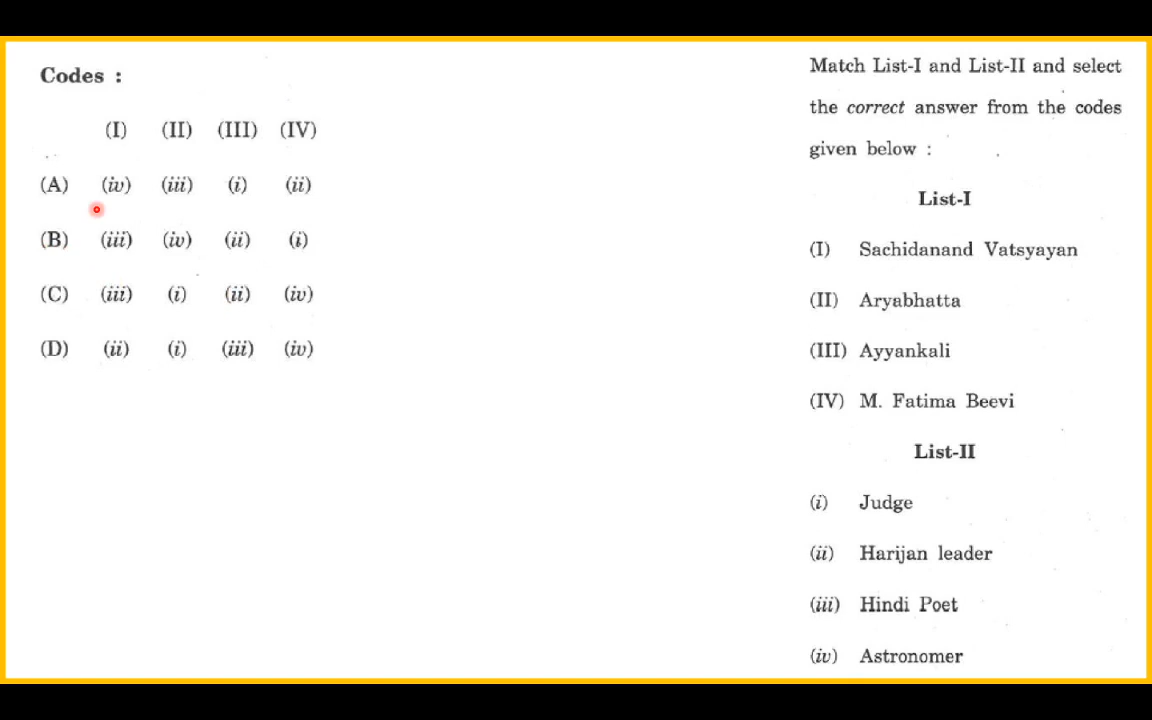 Codes :
(I) (II) (III) (IV)
(A) (iv) (iii) (i) (ii)
(B) (iii) (iv) (ii) (i)
(C) (iii) (i) (ii) (iv)
(D) (ii) (i) (iii) (iv)
Match List-I and List-II and select
the correct answer from the codes
given below :
List-I
(I) Sachidanand Vatsyayan
(II) Aryabhatta
(III) Ayyankali
(IV) M. Fatima Beevi
List-II
(i) Judge
(ii) Harijan leader
(iii) Hindi Poet
(iv) Astronomer